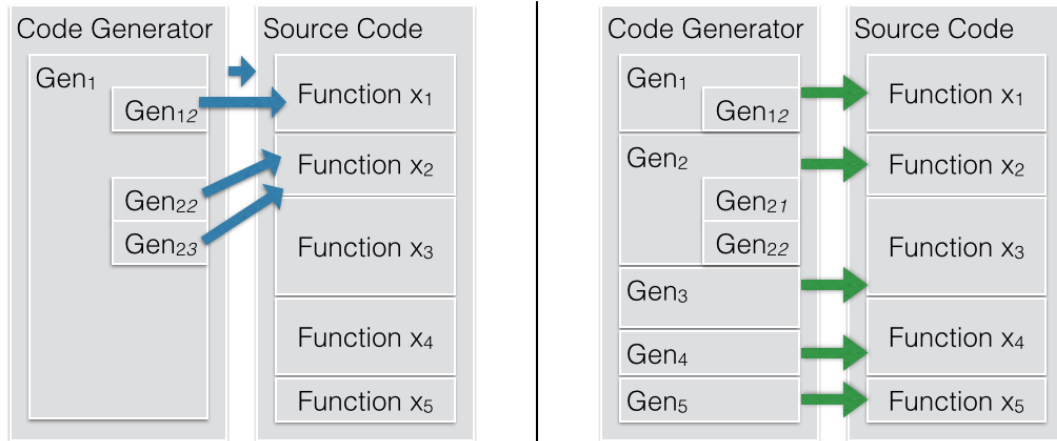 Code Generator
Source Code
Gen1
Gen12
Gen22
Gen23
Function x1
Function x2
Function x3
Function x4
Function x5
Code Generator
Source Code
Gen1
Gen12
Gen2
Gen21
Gen22
Gen3
Gen4
Gen5
Function x1
Function x2
Function x3
Function x4
Function x5